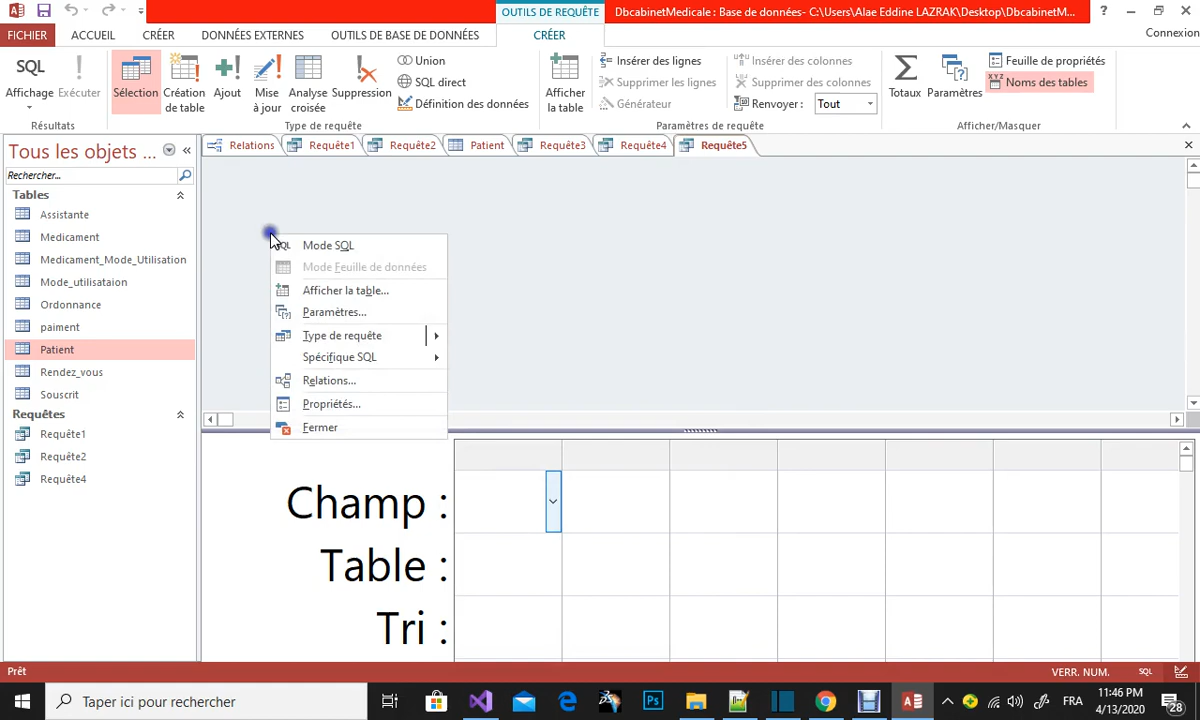 OUTILS DE REQUÊTE
DbcabinetMedicale : Base de données- C:\Users\Alae Eddine LAZRAK\Desktop\DbcabinetM...
?
FICHIER
ACCUEIL
CRÉER
DONNÉES EXTERNES
OUTILS DE BASE DE DONNÉES
CRÉER
Connexion
SQL
Affichage
Exécuter
Résultats
Sélection
Création de table
Ajout
Mise à jour
Analyse croisée
Suppression
Union
SQL direct
Définition des données
Type de requête
Afficher la table
Insérer des lignes
Supprimer les lignes
Générateur
Insérer des colonnes
Supprimer des colonnes
Renvoyer : Tout
Paramètres de requête
Totaux
Paramètres
Feuille de propriétés
XYZ Noms des tables
Afficher/Masquer
Tous les objets ...
Rechercher...
Tables
Assistante
Medicament
Medicament_Mode_Utilisation
Mode_utilisataion
Ordonnance
paiment
Patient
Rendez_vous
Souscrit
Requêtes
Requête1
Requête2
Requête4
Relations
Requête1
Requête2
Patient
Requête3
Requête4
Requête5
SQL Mode SQL
Mode Feuille de données
Afficher la table...
Paramètres...
Type de requête
Spécifique SQL
Relations...
Propriétés...
Fermer
Champ :
Table :
Tri :
Prêt
VERR. NUM.
SQL
Taper ici pour rechercher
Ps
FRA
11:46 PM
4/13/2020
28